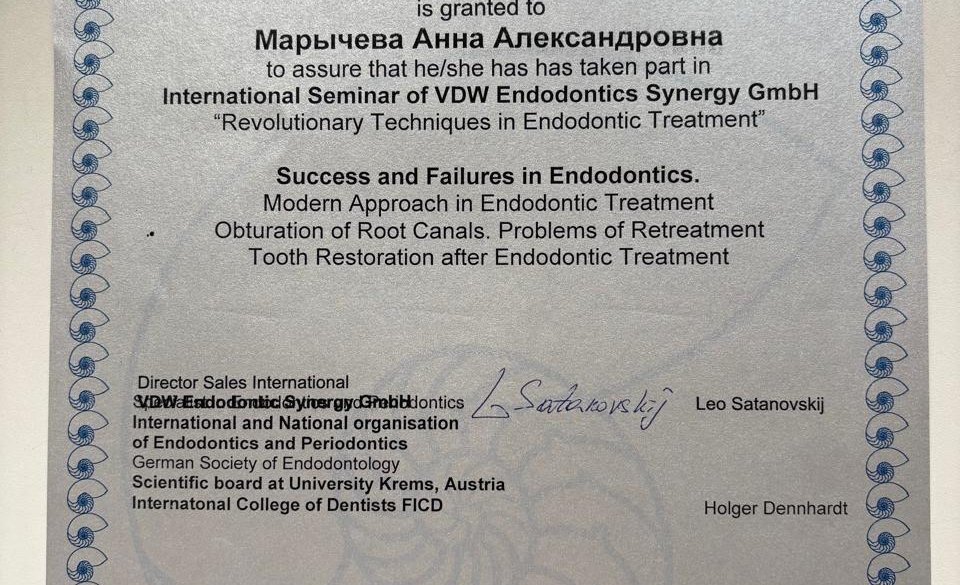 is granted to
Марычева Анна Александровна
to assure that he/she has has taken part in
International Seminar of VDW Endodontics Synergy GmbH
“Revolutionary Techniques in Endodontic Treatment”
Success and Failures in Endodontics.
Modern Approach in Endodontic Treatment
Obturation of Root Canals. Problems of Retreatment
Tooth Restoration after Endodontic Treatment
Director Sales International
VDW Endodontic Synergy GmbH
L Satanovskij
Leo Satanovskij
International and National organisation
of Endodontics and Periodontics
German Society of Endodontology
Scientific board at University Krems, Austria
Internatonal College of Dentists FICD
Holger Dennhardt